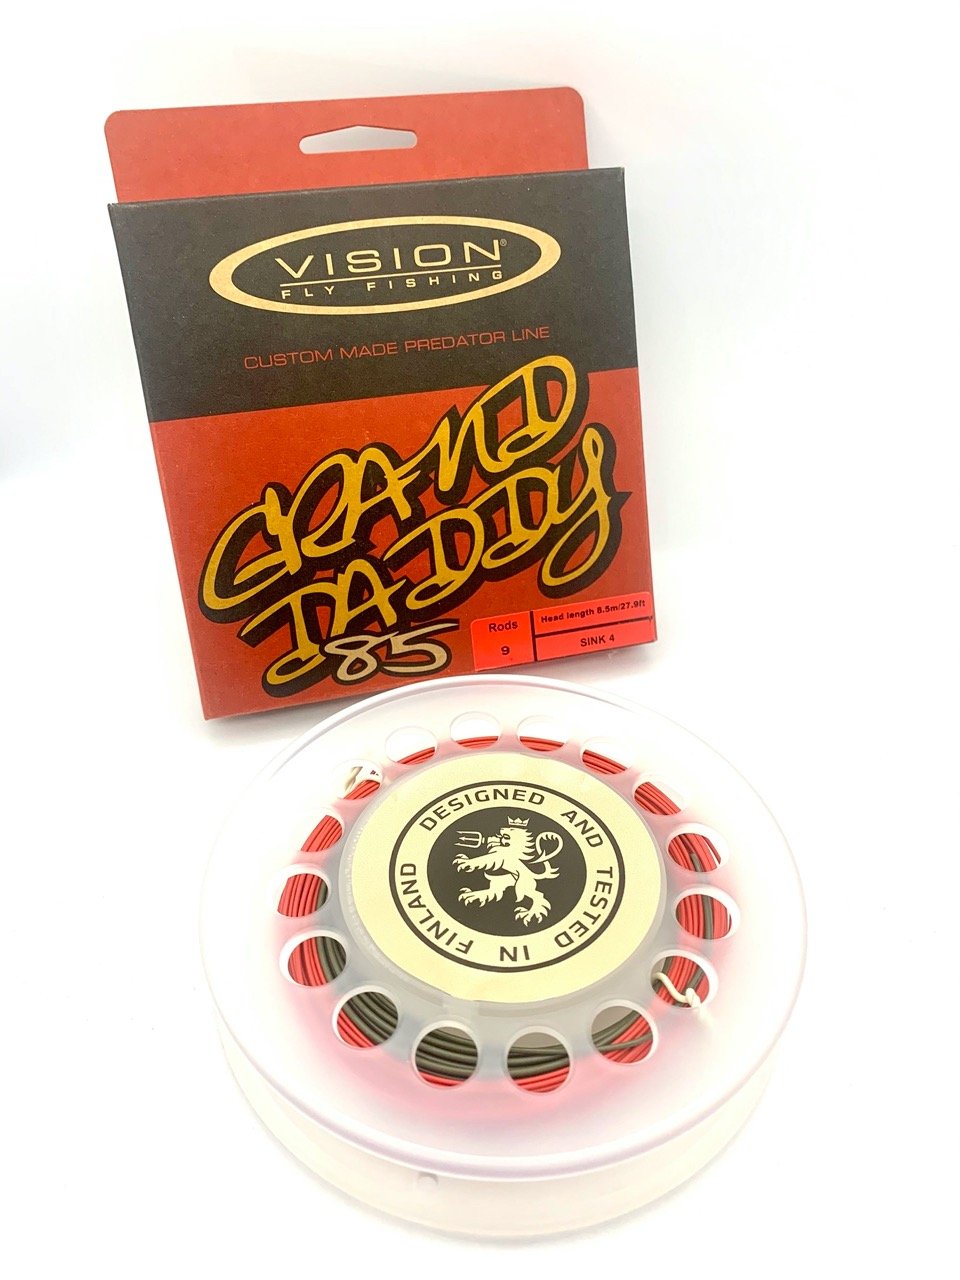 VISION®
FLY FISHING
CUSTOM MADE PREDATOR LINE
GRAND
DADDY
85
Rods
9
Head length 8.5m/27.9ft
SINK 4
DESIGNED AND TESTED IN FINLAND